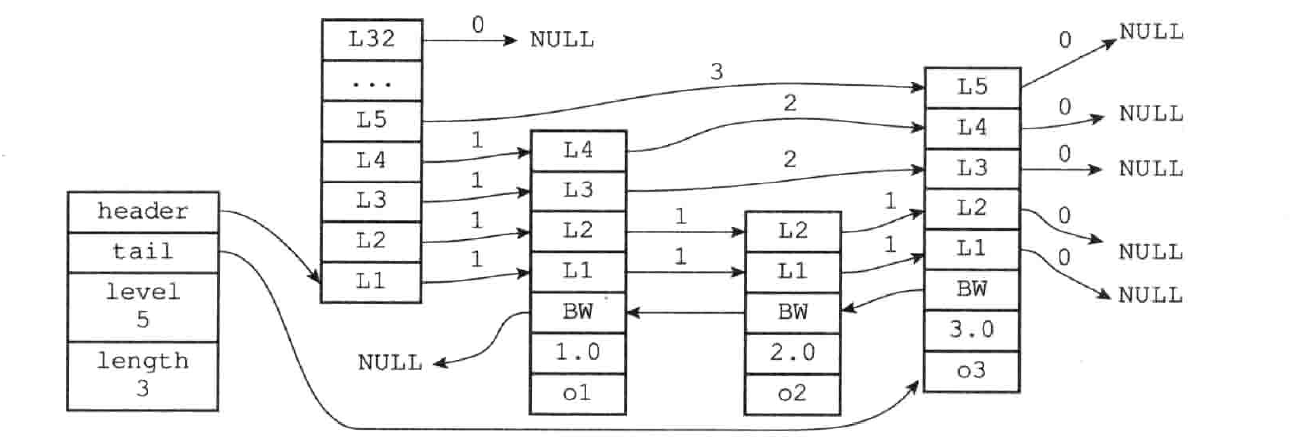 header
tail
level
5
length
3
L32
...
L5
L4
L3
L2
L1
0
NULL
3
1
1
1
1
L4
L3
L2
L1
BW
1.0
o1
NULL
2
2
1
1
L2
L1
BW
2.0
o2
1
1
L5
L4
L3
L2
L1
BW
3.0
o3
0
NULL
0
NULL
0
NULL
0
NULL
0
NULL